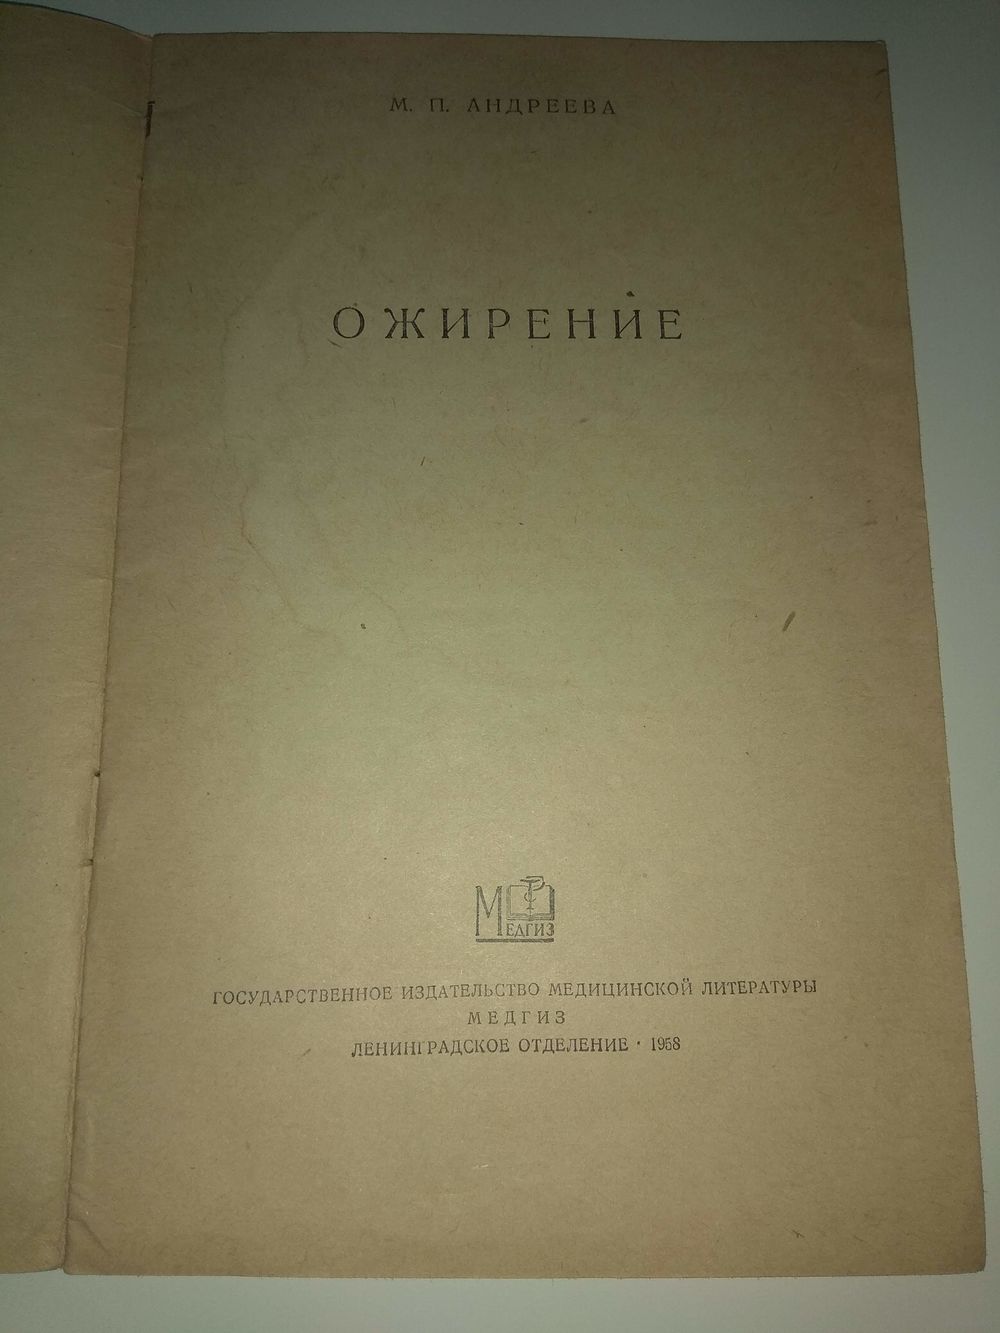 М. П. АНДРЕЕВА
ОЖИРЕНИЕ
МЕДГИЗ
ГОСУДАРСТВЕННОЕ ИЗДАТЕЛЬСТВО МЕДИЦИНСКОЙ ЛИТЕРАТУРЫ
МЕДГИЗ
ЛЕНИНГРАДСКОЕ ОТДЕЛЕНИЕ · 1958